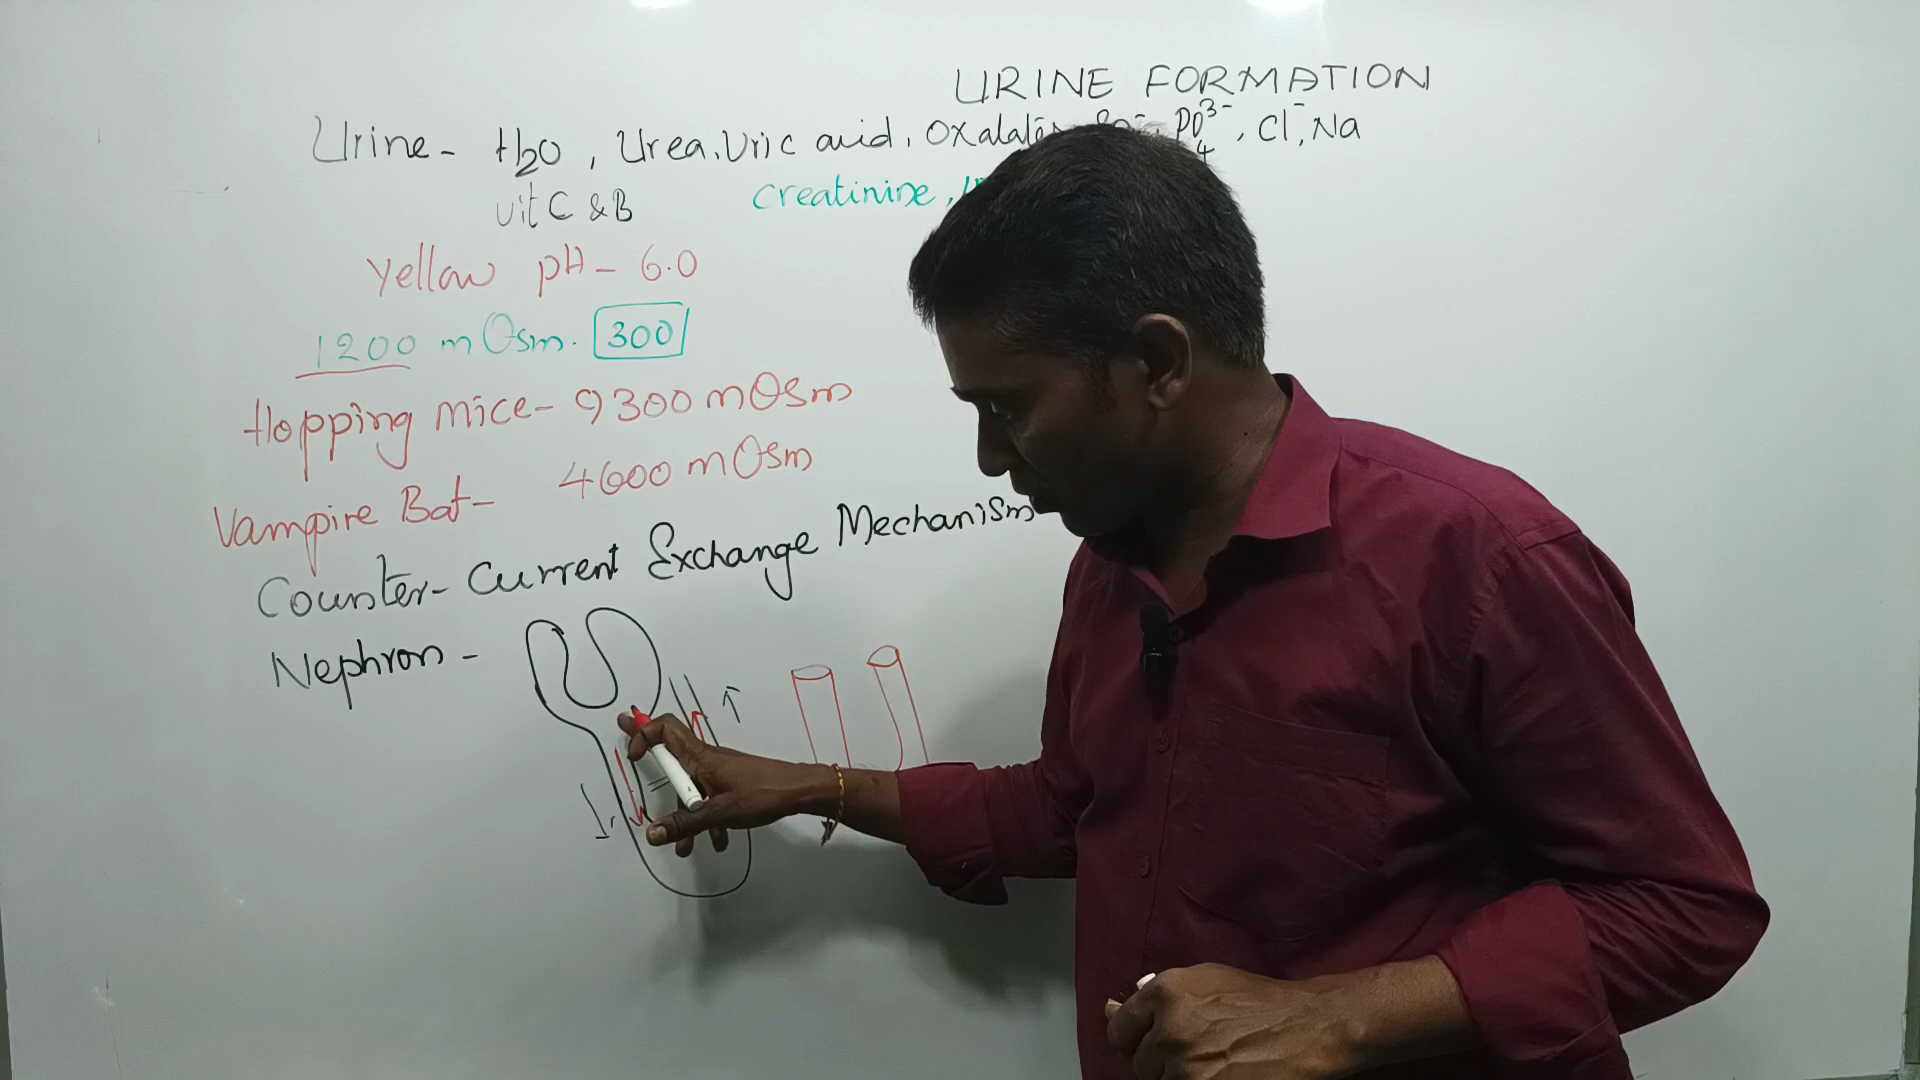 URINE FORMATION
Urine - H2O, Urea, Uric acid, Oxalate, PO4 3-, Cl-, Na
vit C & B creatinine,
Yellow pH - 6.0
1200 mOsm. 300
Hopping mice - 9300 mOsm
Vampire Bat - 4600 mOsm
Counter-Current Exchange Mechanism
Nephron -